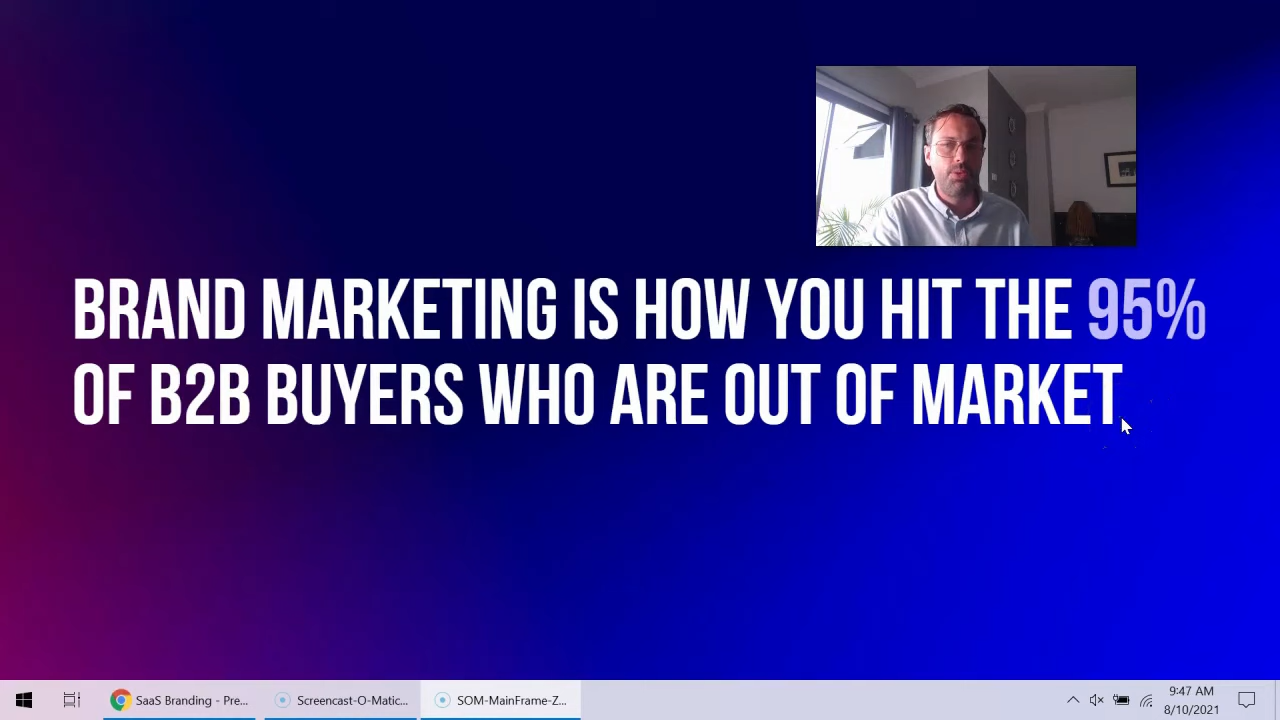 BRAND MARKETING IS HOW YOU HIT THE 95%
OF B2B BUYERS WHO ARE OUT OF MARKET
SaaS Branding - Pre...
Screencast-O-Matic...
SOM-MainFrame-Z...
9:47 AM
8/10/2021